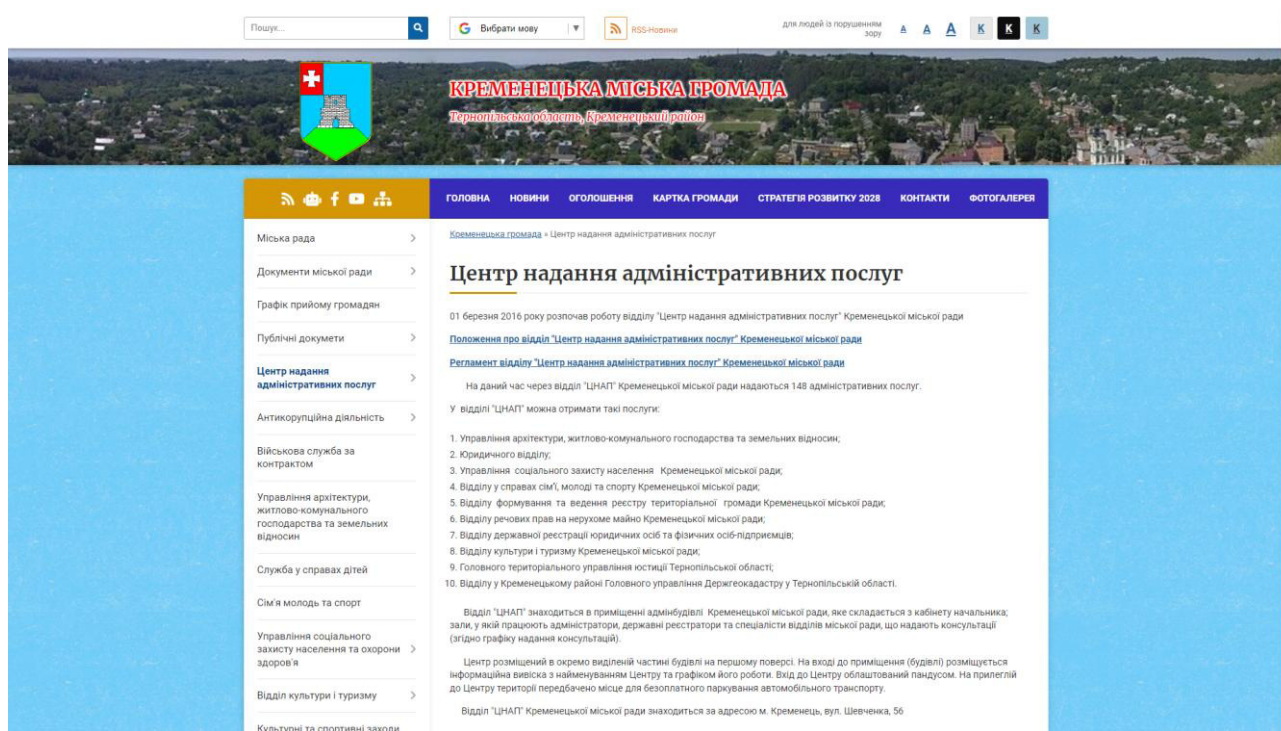 Пошук...
Вибрати мову
RSS-Новини
для людей із порушенням
зору
А А А К К К
КРЕМЕНЕЦЬКА МІСЬКА ГРОМАДА
Тернопільська область, Кременецький район
ГОЛОВНА НОВИНИ ОГОЛОШЕННЯ КАРТКА ГРОМАДИ СТРАТЕГІЯ РОЗВИТКУ 2028 КОНТАКТИ ФОТОГАЛЕРЕЯ
Міська рада
Документи міської ради
Графік прийому громадян
Публічні докумети
Центр надання
адміністративних послуг
Антикорупційна діяльність
Військова служба за
контрактом
Управління архітектури,
житлово-комунального
господарства та земельних
відносин
Служба у справах дітей
Сім'я молодь та спорт
Управління соціального
захисту населення та охорони
здоров'я
Відділ культури і туризму
Культурні та спортивні заходи
Кременецька громада » Центр надання адміністративних послуг
Центр надання адміністративних послуг
01 березня 2016 року розпочав роботу відділу "Центр надання адміністративних послуг" Кременецької міської ради
Положення про відділ "Центр надання адміністративних послуг" Кременецької міської ради
Регламент відділу "Центр надання адміністративних послуг" Кременецької міської ради
На даний час через відділ "ЦНАП" Кременецької міської ради надаються 148 адміністративних послуг.
У відділі "ЦНАП" можна отримати такі послуги:
1. Управління архітектури, житлово-комунального господарства та земельних відносин;
2. Юридичного відділу;
3. Управління соціального захисту населення Кременецької міської ради;
4. Відділу у справах сім'ї, молоді та спорту Кременецької міської ради;
5. Відділу формування та ведення реєстру територіальної громади Кременецької міської ради;
6. Відділу речових прав на нерухоме майно Кременецької міської ради;
7. Відділу державної реєстрації юридичних осіб та фізичних осіб-підприємців;
8. Відділу культури і туризму Кременецької міської ради;
9. Головного територіального управління юстиції Тернопільської області;
10. Відділу у Кременецькому районі Головного управління Держгеокадастру у Тернопільській області.
Відділ "ЦНАП" знаходиться в приміщенні адмінбудівлі Кременецької міської ради, яке складається з кабінету начальника;
зали, у якій працюють адміністратори, державні реєстратори та спеціалісти відділів міської ради, що надають консультації
(згідно графіку надання консультацій).
Центр розміщений в окремо виділеній частині будівлі на першому поверсі. На вході до приміщення (будівлі) розміщується
інформаційна вивіска з найменуванням Центру та графіком його роботи. Вхід до Центру облаштований пандусом. На прилеглій
до Центру території передбачено місце для безоплатного паркування автомобільного транспорту.
Відділ "ЦНАП" Кременецької міської ради знаходиться за адресою м. Кременець, вул. Шевченка, 56